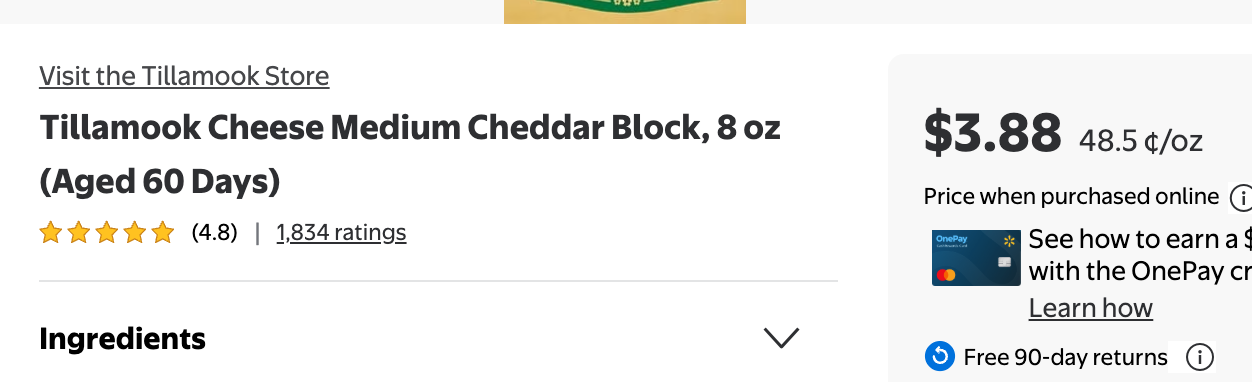 Visit the Tillamook Store
Tillamook Cheese Medium Cheddar Block, 8 oz
(Aged 60 Days)
(4.8) | 1,834 ratings
Ingredients
$3.88 48.5 ¢/oz
Price when purchased online
OnePay
See how to earn a $
with the OnePay cr
Learn how
Free 90-day returns